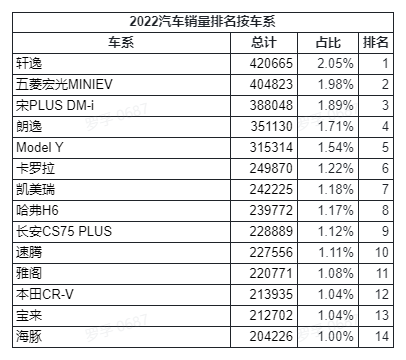 2022汽车销量排名按车系
车系 总计 占比 排名
轩逸 420665 2.05% 1
五菱宏光MINIEV 404823 1.98% 2
宋PLUS DM-i 388048 1.89% 3
朗逸 351130 1.71% 4
Model Y 315314 1.54% 5
卡罗拉 249870 1.22% 6
凯美瑞 242225 1.18% 7
哈弗H6 239772 1.17% 8
长安CS75 PLUS 228889 1.12% 9
速腾 227556 1.11% 10
雅阁 220771 1.08% 11
本田CR-V 213935 1.04% 12
宝来 212702 1.04% 13
海豚 204226 1.00% 14